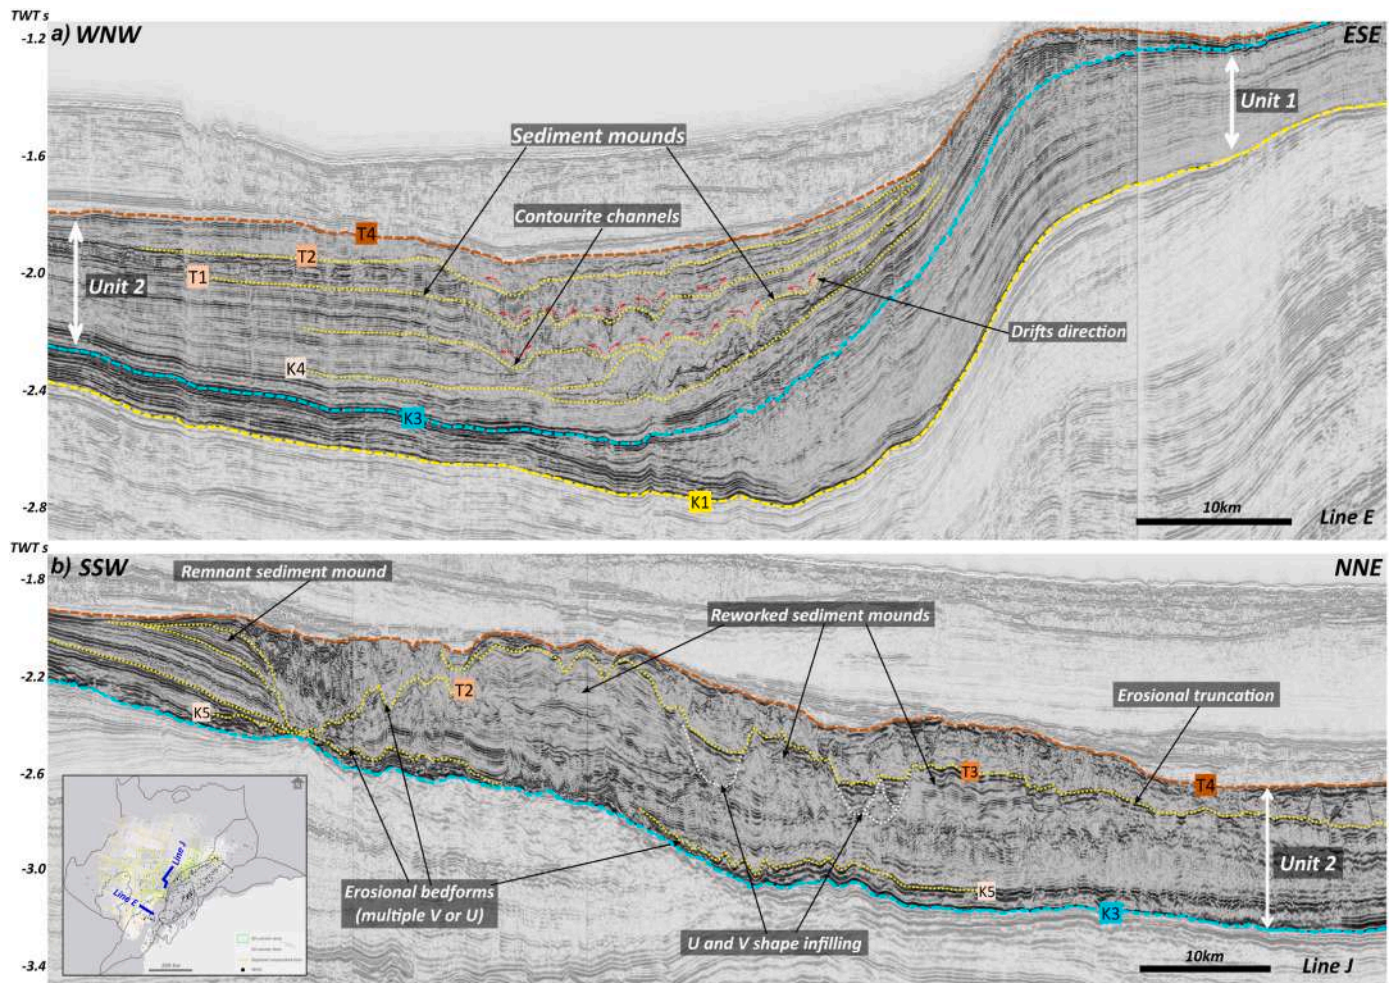 TWT s
a) WNW
ESE
-1.2
Unit 1
Sediment mounds
-1.6
Contourite channels
T4
T2
-2.0
T1
Unit 2
Drifts direction
K4
-2.4
K3
K1
-2.8
10km
Line E
TWT s
b) SSW
NNE
-1.8
Remnant sediment mound
Reworked sediment mounds
-2.2
T2
Erosional truncation
K5
-2.6
T3
T4
Line J
Line E
-3.0
Unit 2
Erosional bedforms
(multiple V or U)
K5
K3
U and V shape infilling
10km
-3.4
Line J